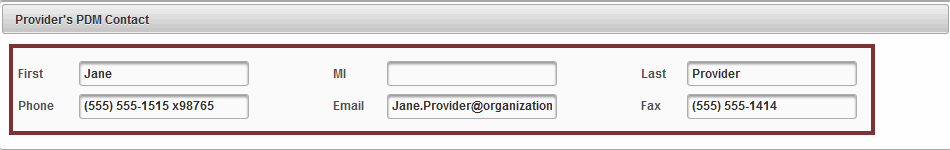 Provider's PDM Contact
First Jane MI Last Provider
Phone (555) 555-1515 x98765 Email Jane.Provider@organization Fax (555) 555-1414